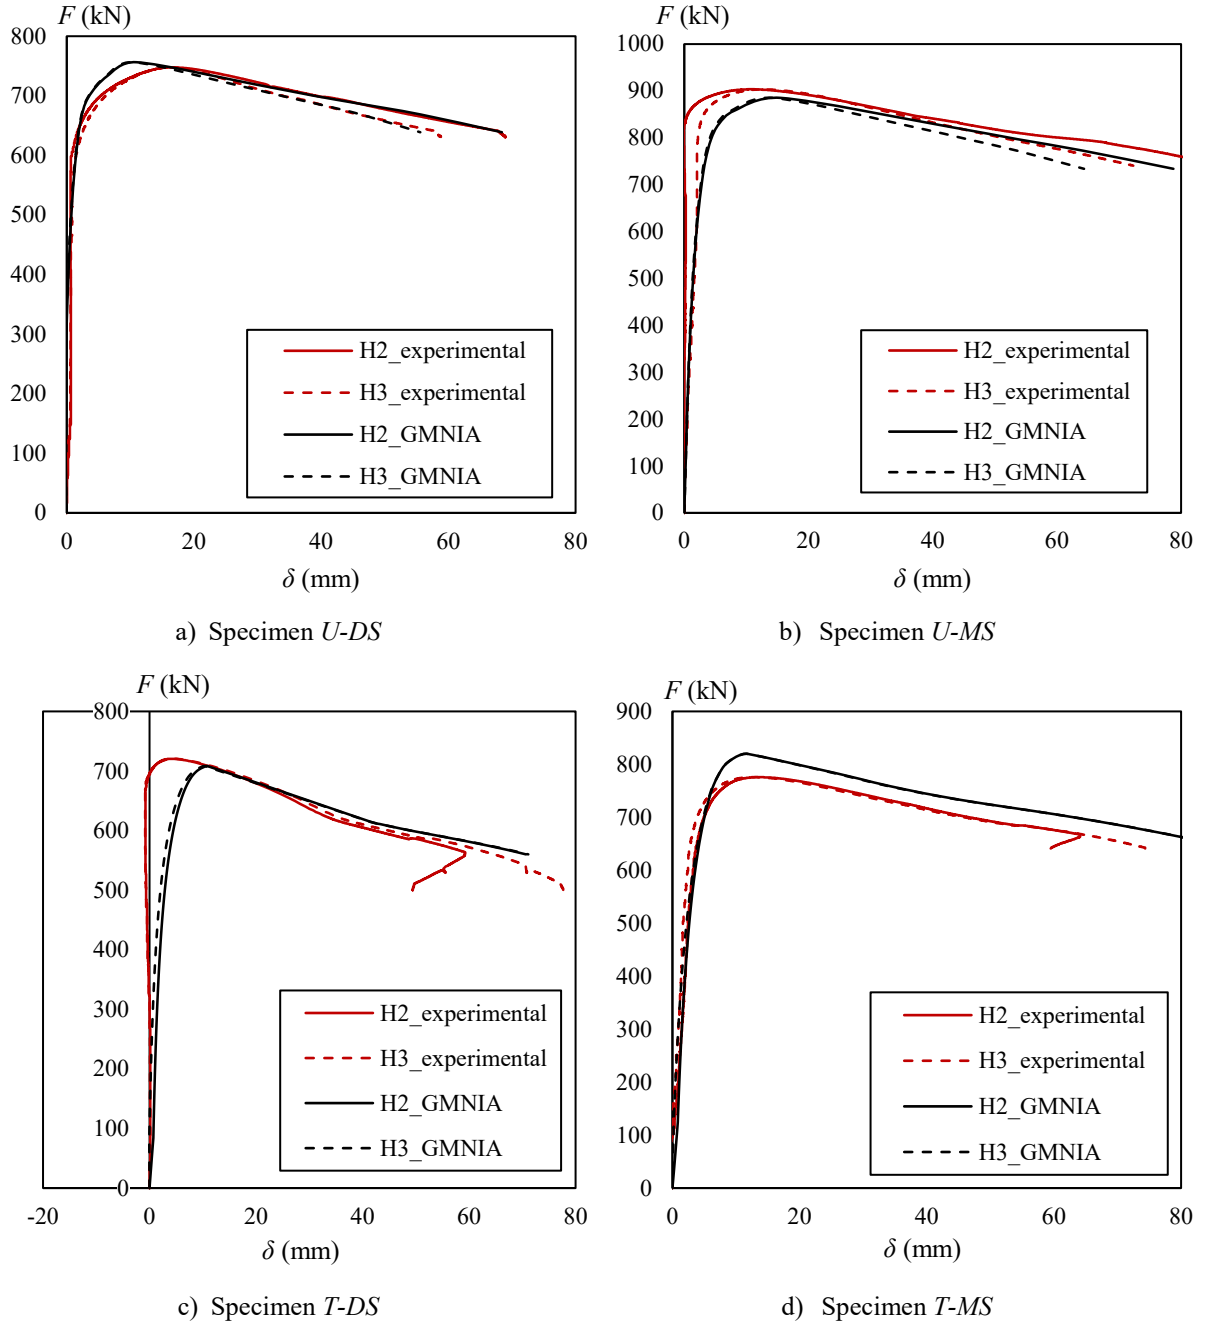 F (kN)
800
700
600
500
400
300
200
100
0
H2_experimental
H3_experimental
H2_GMNIA
H3_GMNIA
0 20 40 60 80
δ (mm)
a) Specimen U-DS
F (kN)
1000
900
800
700
600
500
400
300
200
100
0
H2_experimental
H3_experimental
H2_GMNIA
H3_GMNIA
0 20 40 60 80
δ (mm)
b) Specimen U-MS
F (kN)
800
700
600
500
400
300
200
100
0
H2_experimental
H3_experimental
H2_GMNIA
H3_GMNIA
-20 0 20 40 60 80
δ (mm)
c) Specimen T-DS
F (kN)
900
800
700
600
500
400
300
200
100
0
H2_experimental
H3_experimental
H2_GMNIA
H3_GMNIA
0 20 40 60 80
δ (mm)
d) Specimen T-MS